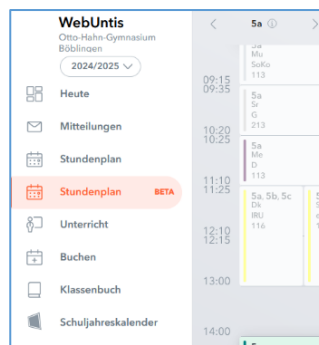 WebUntis
Otto-Hahn-Gymnasium
Böblingen
2024/2025
Heute
Mitteilungen
Stundenplan
Stundenplan BETA
Unterricht
Buchen
Klassenbuch
Schuljahreskalender
5a
Mu
SoKo
113
09:15
09:35
5a
Sr
G
213
10:20
10:25
5a
Me
D
113
11:10
11:25
5a, 5b, 5c
Dk
IRU
116
12:10
12:15
13:00
14:00